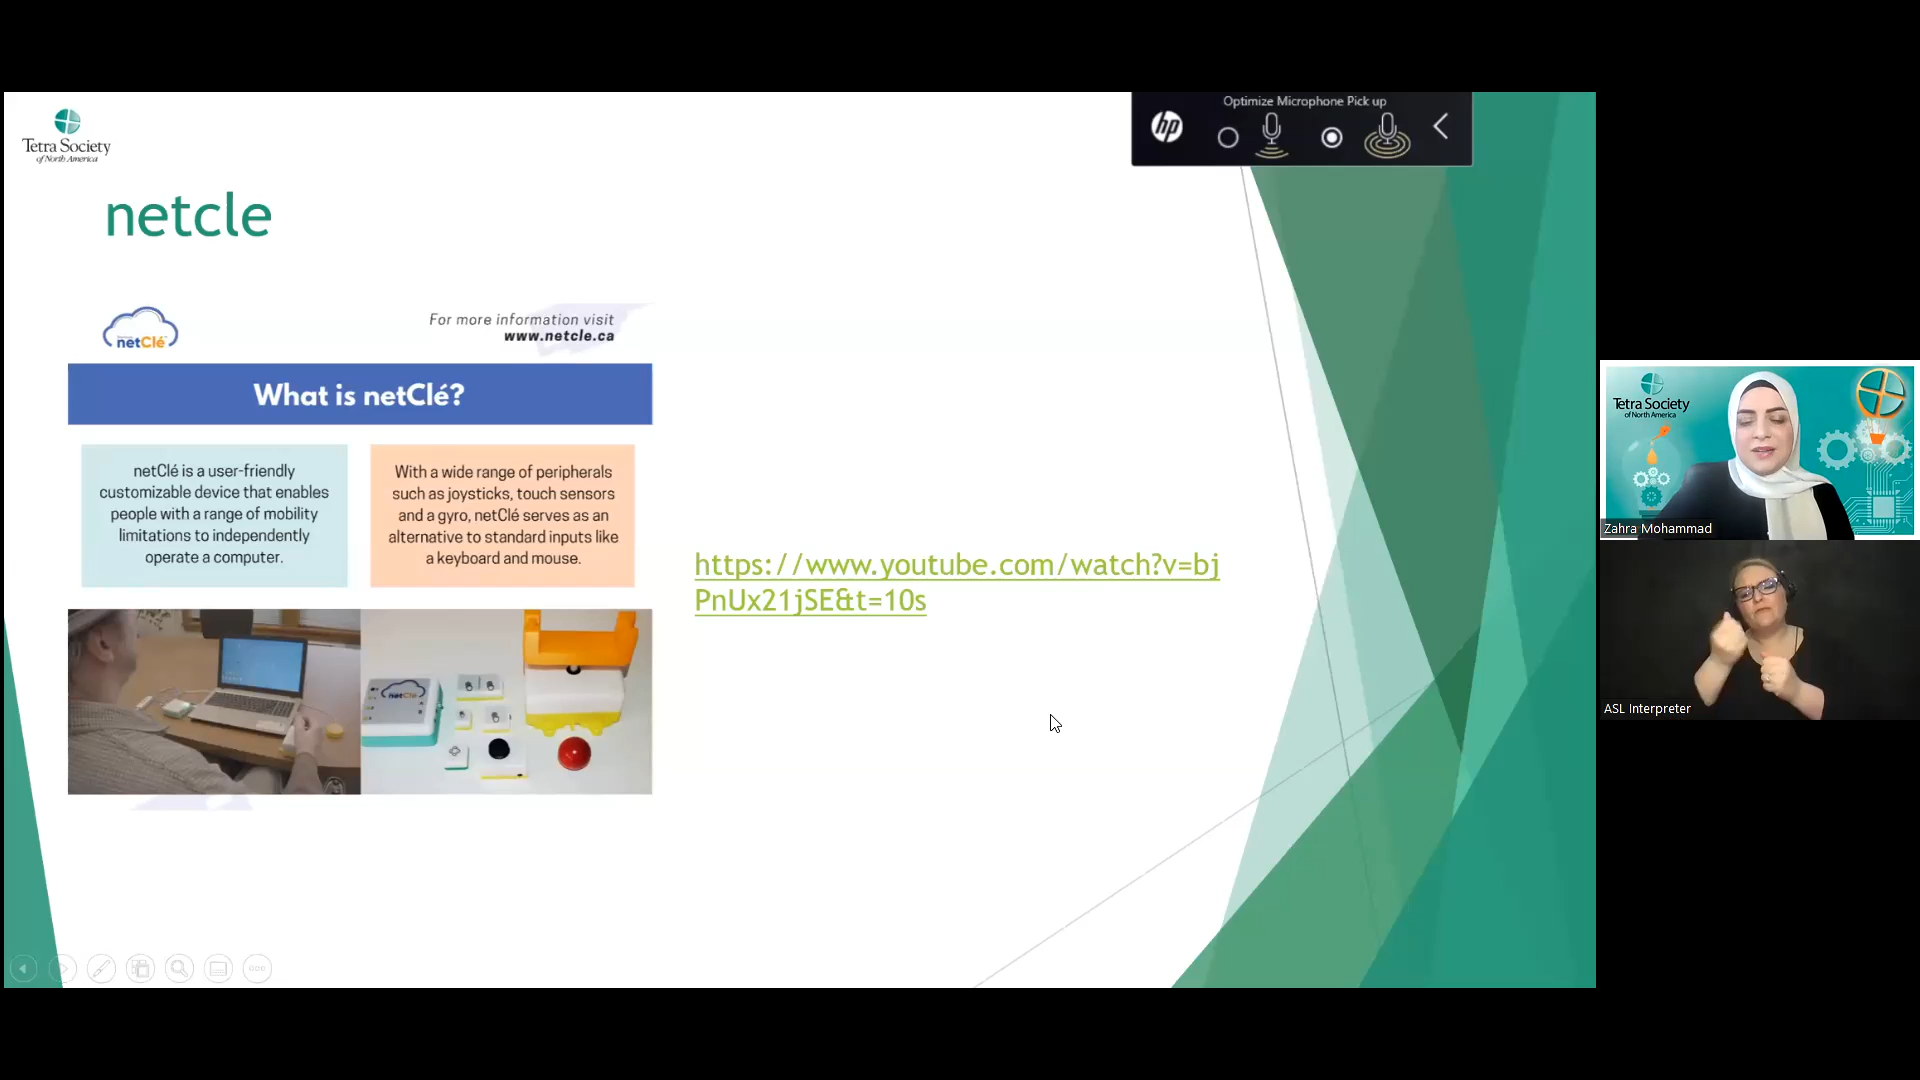 Tetra Society
of North America
Optimize Microphone Pick up
hp
netcle
netClé
For more information visit
www.netcle.ca
What is netClé?
netClé is a user-friendly
customizable device that enables
people with a range of mobility
limitations to independently
operate a computer.
With a wide range of peripherals
such as joysticks, touch sensors
and a gyro, netClé serves as an
alternative to standard inputs like
a keyboard and mouse.
https://www.youtube.com/watch?v=bj
PnUx21jSE&t=10s
netClé
Tetra Society
of North America
Zahra Mohammad
ASL Interpreter